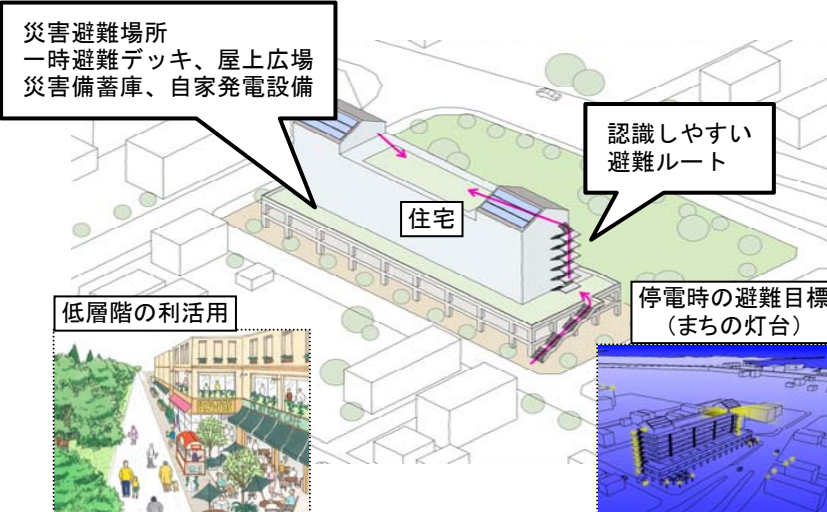 災害避難場所
一時避難デッキ、屋上広場
災害備蓄庫、自家発電設備
認識しやすい
避難ルート
住宅
低層階の利活用
停電時の避難目標
（まちの灯台）